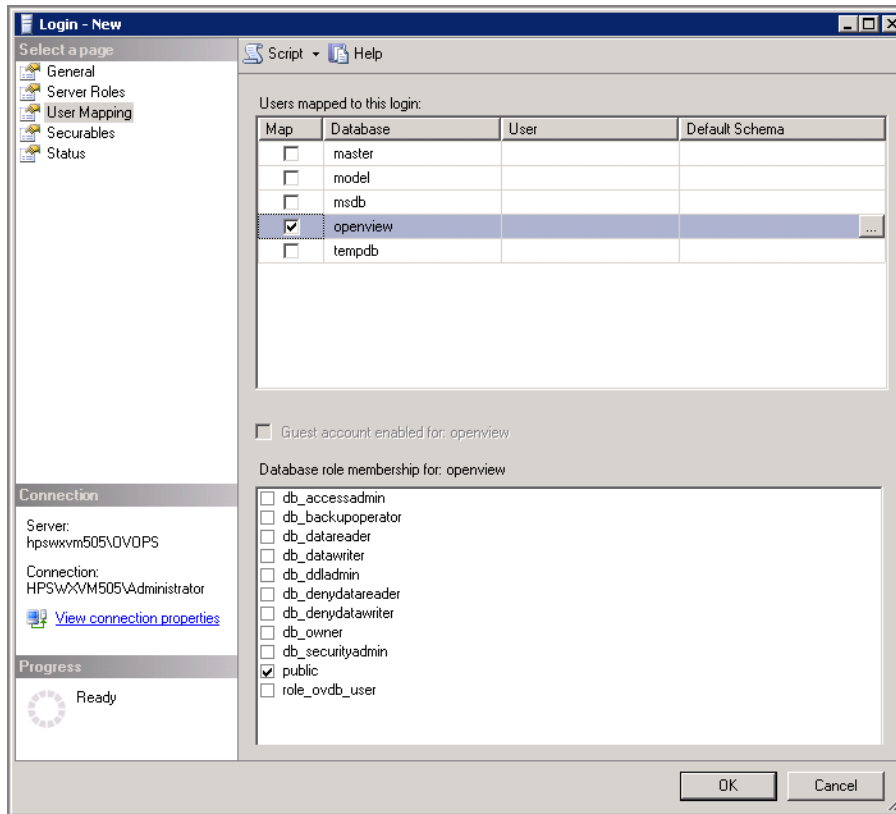 Login - New
Select a page
General
Server Roles
User Mapping
Securables
Status
Script Help
Users mapped to this login:
Map Database User Default Schema
master
model
msdb
openview ...
tempdb
Guest account enabled for: openview
Database role membership for: openview
db_accessadmin
db_backupoperator
db_datareader
db_datawriter
db_ddladmin
db_denydatareader
db_denydatawriter
db_owner
db_securityadmin
public
role_ovdb_user
Connection
Server:
hpswxvm505\OVOPS
Connection:
HPSWXVM505\Administrator
View connection properties
Progress
Ready
OK Cancel